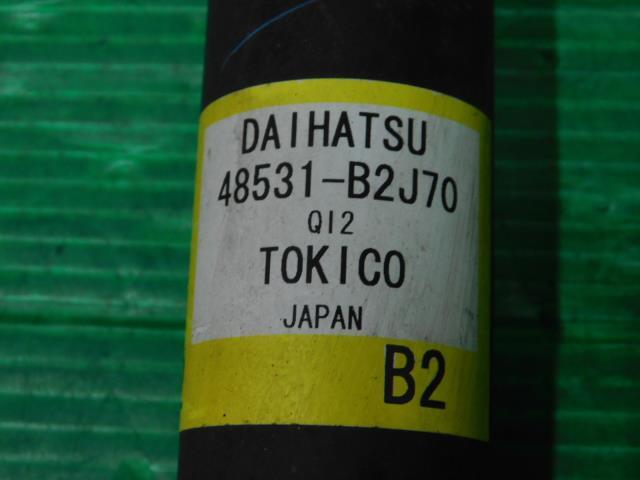 DAIHATSU
48531-B2J70
QI2
TOKICO
JAPAN
B2